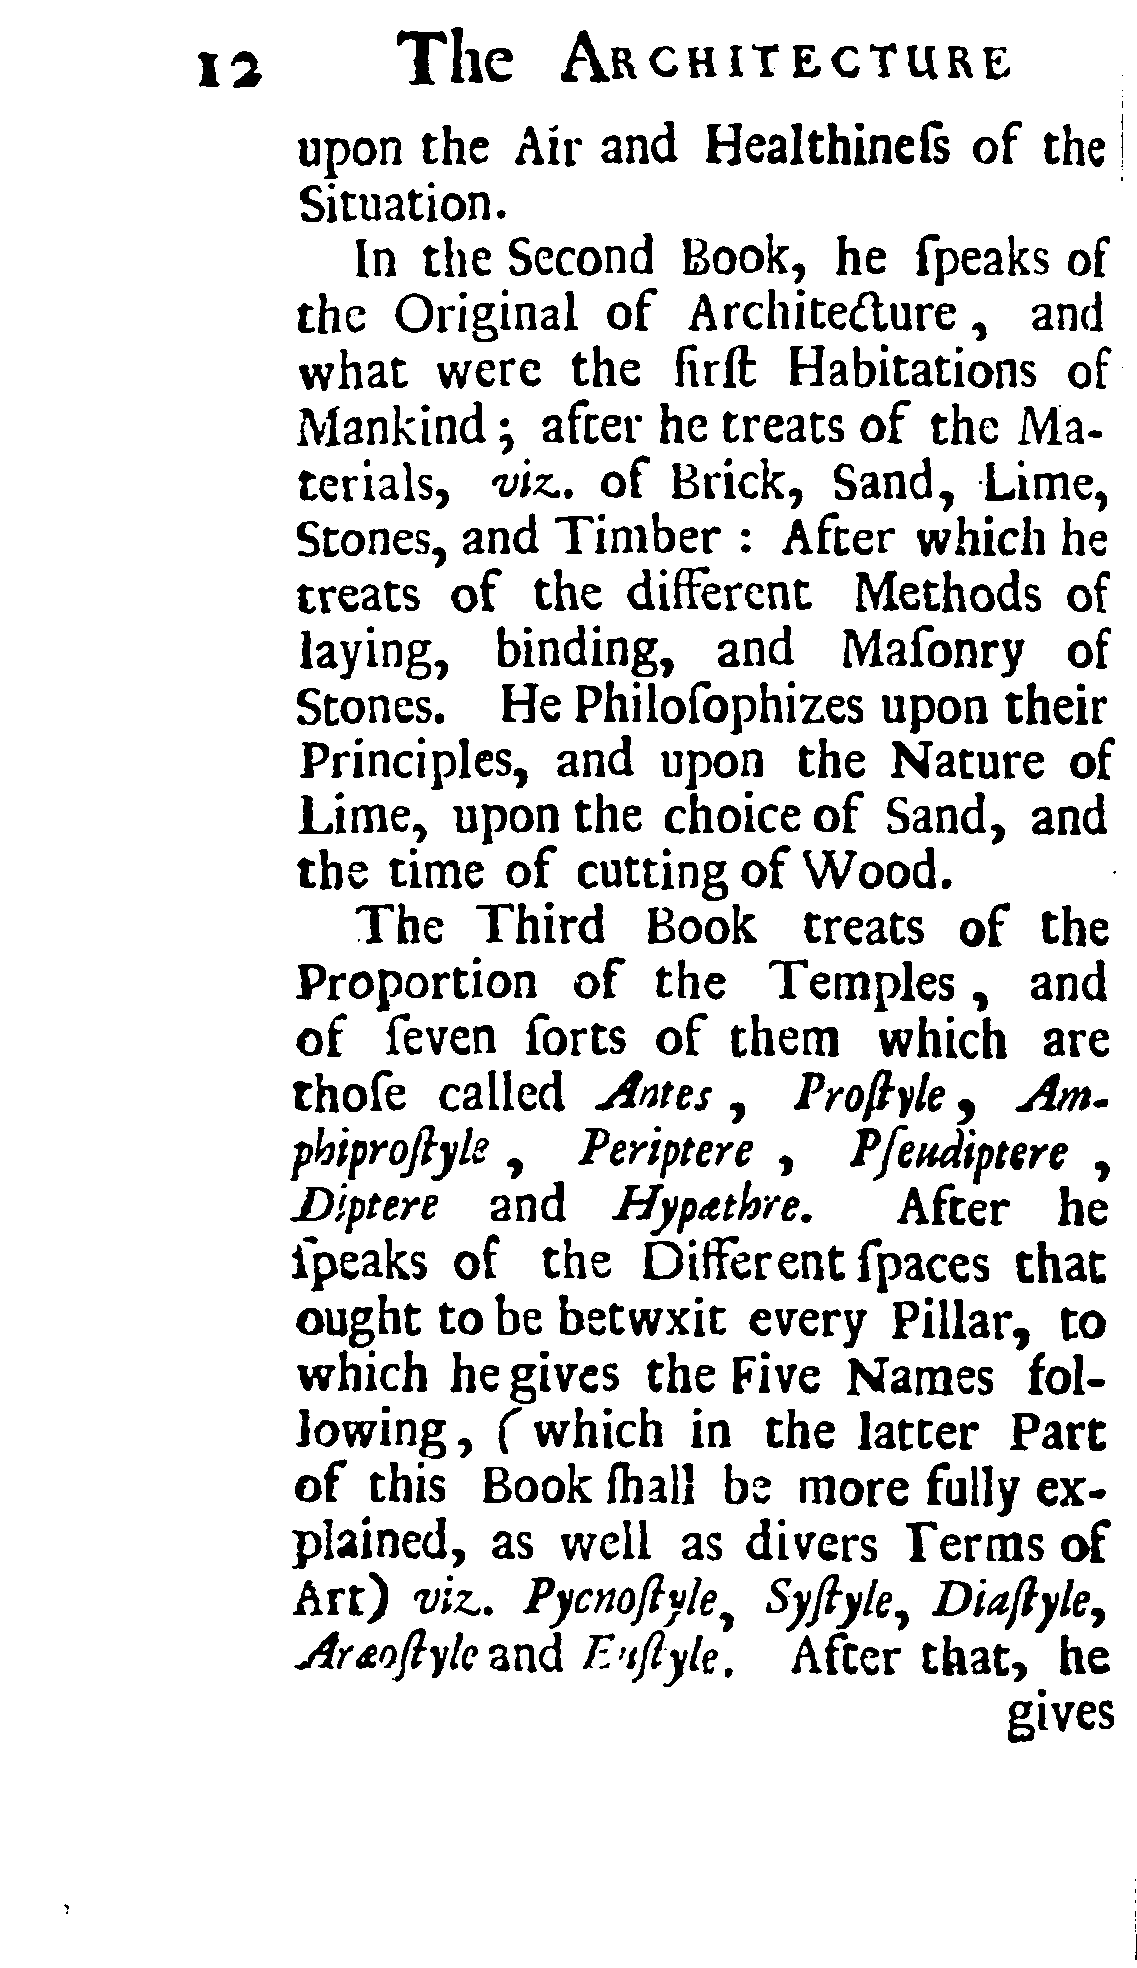 12 The ARCHITECTURE
upon the Air and Healthineſs of the
Situation.
In the Second Book, he ſpeaks of
the Original of Architecture, and
what were the firſt Habitations of
Mankind; after he treats of the Ma-
terials, viz. of Brick, Sand, Lime,
Stones, and Timber : After which he
treats of the different Methods of
laying, binding, and Maſonry of
Stones. He Philoſophizes upon their
Principles, and upon the Nature of
Lime, upon the choice of Sand, and
the time of cutting of Wood.
The Third Book treats of the
Proportion of the Temples, and
of ſeven ſorts of them which are
thoſe called Antes, Proſtyle, Am-
phiproſtyle, Periptere, Pſeudiptere,
Diptere and Hypæthre. After he
ſpeaks of the Different ſpaces that
ought to be betwxit every Pillar, to
which he gives the Five Names fol-
lowing, (which in the latter Part
of this Book ſhall be more fully ex-
plained, as well as divers Terms of
Art) viz. Pycnoſtyle, Syſtyle, Diaſtyle,
Aræoſtyle and Euſtyle. After that, he
gives